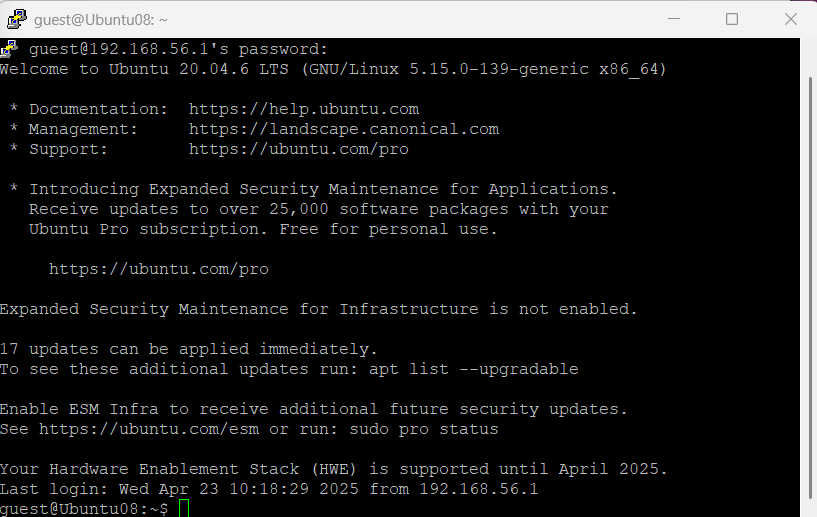 guest@Ubuntu08: ~
guest@192.168.56.1's password:
Welcome to Ubuntu 20.04.6 LTS (GNU/Linux 5.15.0-139-generic x86_64)
* Documentation:  https://help.ubuntu.com
* Management:     https://landscape.canonical.com
* Support:        https://ubuntu.com/pro
* Introducing Expanded Security Maintenance for Applications.
Receive updates to over 25,000 software packages with your
Ubuntu Pro subscription. Free for personal use.
https://ubuntu.com/pro
Expanded Security Maintenance for Infrastructure is not enabled.
17 updates can be applied immediately.
To see these additional updates run: apt list --upgradable
Enable ESM Infra to receive additional future security updates.
See https://ubuntu.com/esm or run: sudo pro status
Your Hardware Enablement Stack (HWE) is supported until April 2025.
Last login: Wed Apr 23 10:18:29 2025 from 192.168.56.1
guest@Ubuntu08:~$